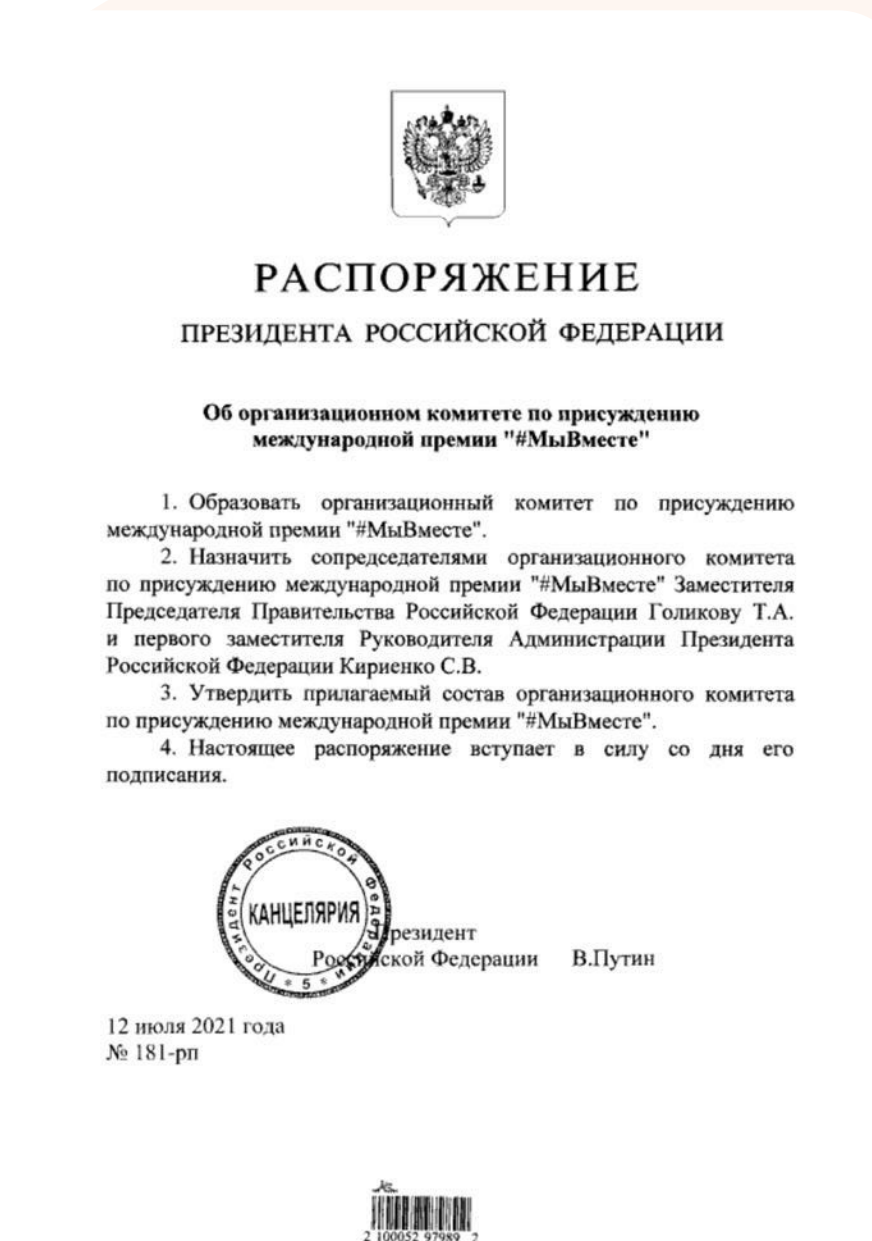 РАСПОРЯЖЕНИЕ
ПРЕЗИДЕНТА РОССИЙСКОЙ ФЕДЕРАЦИИ
Об организационном комитете по присуждению
международной премии "#МыВместе"
1. Образовать организационный комитет по присуждению
международной премии "#МыВместе".
2. Назначить сопредседателями организационного комитета
по присуждению международной премии "#МыВместе" Заместителя
Председателя Правительства Российской Федерации Голикову Т.А.
и первого заместителя Руководителя Администрации Президента
Российской Федерации Кириенко С.В.
3. Утвердить прилагаемый состав организационного комитета
по присуждению международной премии "#МыВместе".
4. Настоящее распоряжение вступает в силу со дня его
подписания.
Президент Российской Федерации * 5 *
КАНЦЕЛЯРИЯ
Президент
Российской Федерации В.Путин
12 июля 2021 года
№ 181-рп
2 100052 97989 2